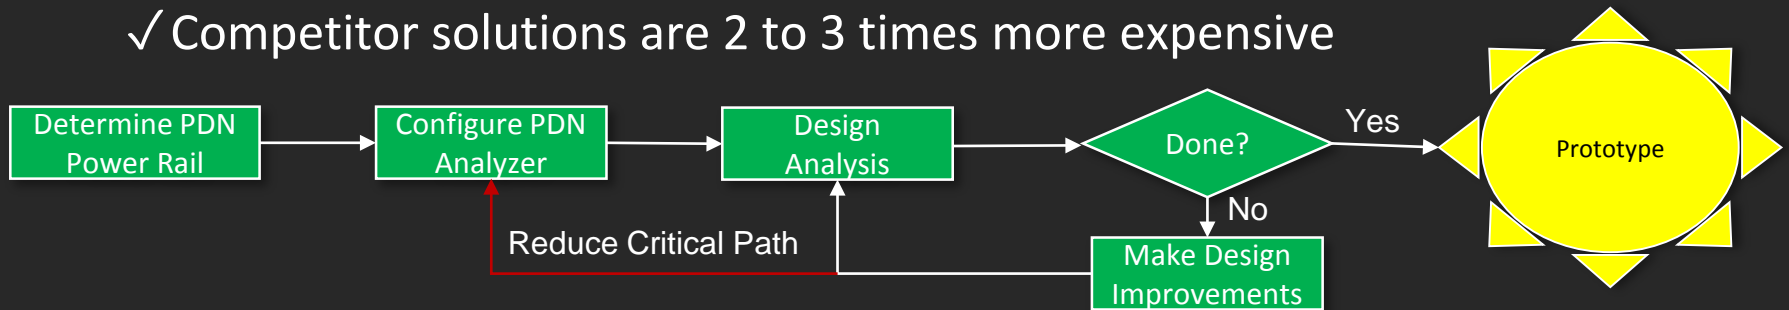 ✓ Competitor solutions are 2 to 3 times more expensive
Determine PDN
Power Rail
Configure PDN
Analyzer
Design
Analysis
Done?
Yes
Prototype
No
Reduce Critical Path
Make Design
Improvements